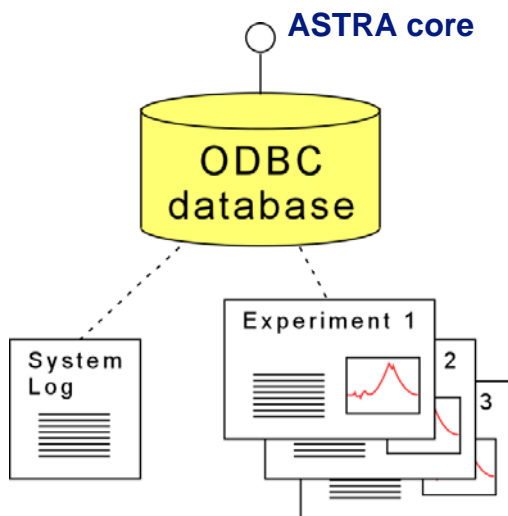 ASTRA core
ODBC
database
System
Log
Experiment 1
2
3